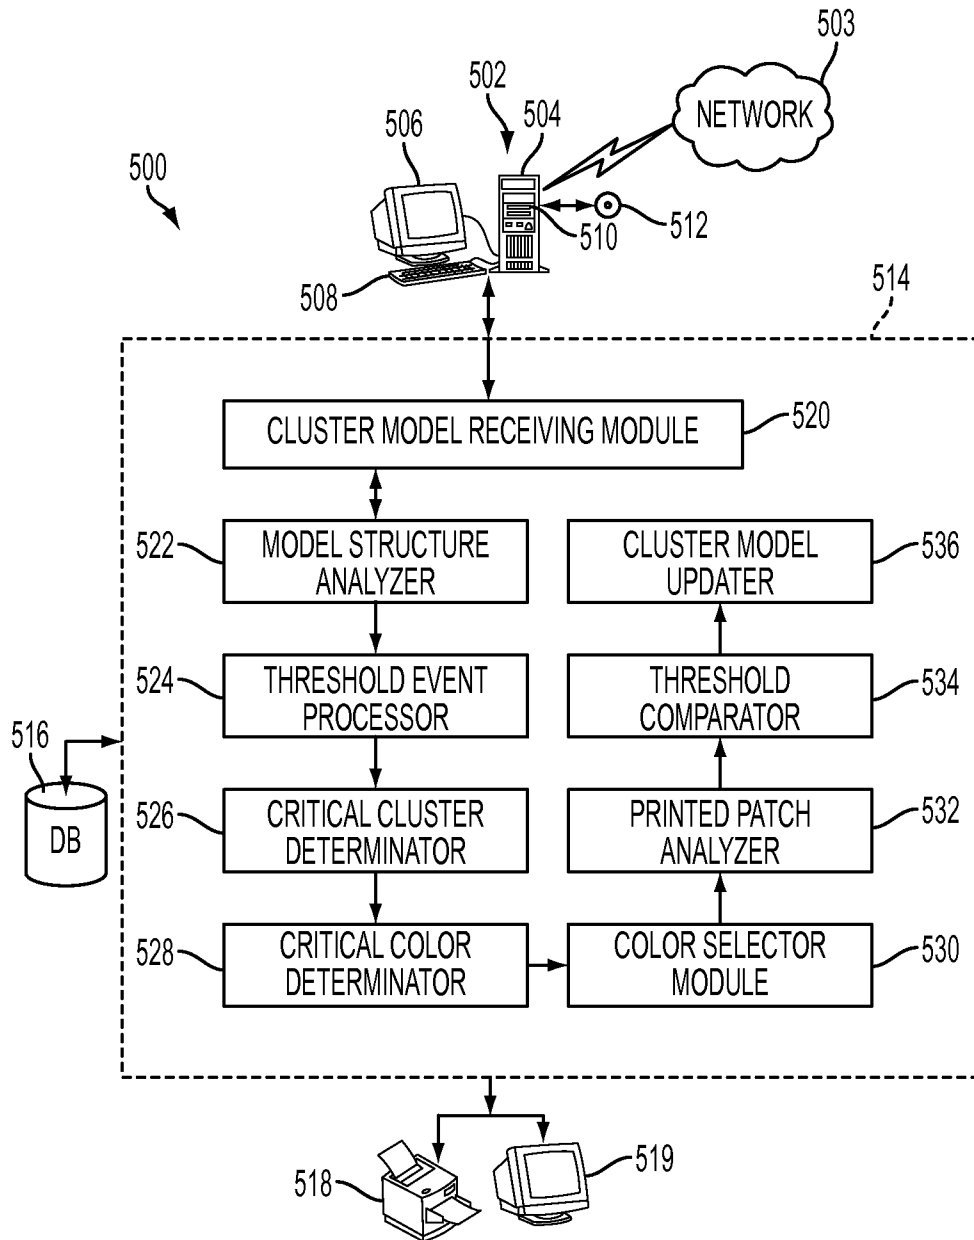 503
502
NETWORK
504
506
500
510
512
508
514
CLUSTER MODEL RECEIVING MODULE
520
522
MODEL STRUCTURE
ANALYZER
CLUSTER MODEL
UPDATER
536
524
THRESHOLD EVENT
PROCESSOR
THRESHOLD
COMPARATOR
534
516
DB
526
CRITICAL CLUSTER
DETERMINATOR
PRINTED PATCH
ANALYZER
532
528
CRITICAL COLOR
DETERMINATOR
COLOR SELECTOR
MODULE
530
518
519